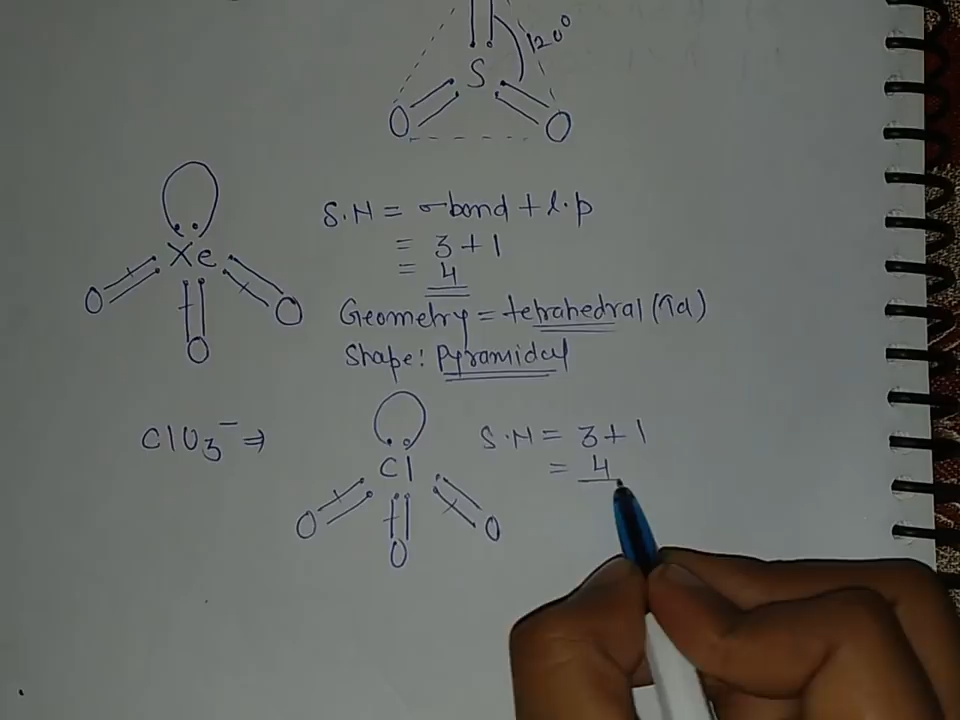 120°
S
O O
Xe
O O
O
S.N = σ bond + l.p
= 3 + 1
= 4
Geometry = tetrahedral (Td)
Shape: Pyramidal
ClO3⁻ ⇒
Cl
O O
O
S.N = 3 + 1
= 4